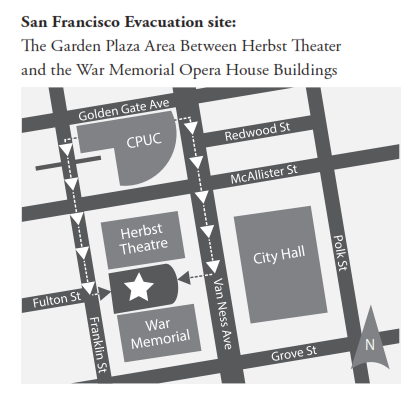 San Francisco Evacuation site:
The Garden Plaza Area Between Herbst Theater
and the War Memorial Opera House Buildings
Golden Gate Ave
CPUC
Redwood St
McAllister St
Herbst
Theatre
City Hall
Polk St
Fulton St
Van Ness Ave
Franklin St
War
Memorial
Grove St
N